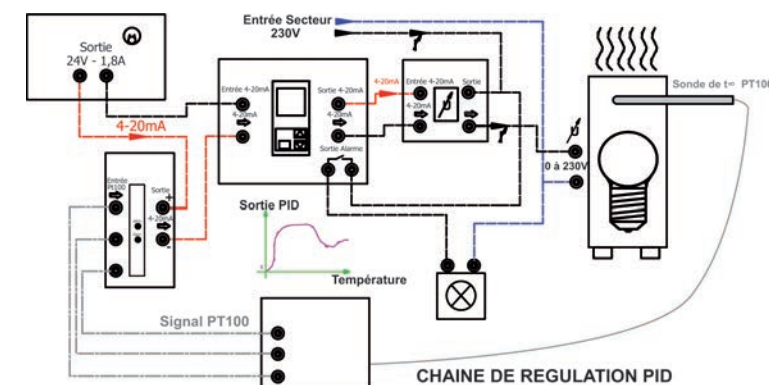 Entrée Secteur
230V
Sortie
24V - 1,8A
Entrée 4-20mA
4-20mA
Sortie 4-20mA
4-20mA
4-20mA
Entrée 4-20mA
4-20mA
Sortie
Sonde de t= PT100
4-20mA
Entrée
Pt100
Sortie
+
4-20mA
-
Sortie Alarme
0 à 230V
Sortie PID
Température
Signal PT100
CHAINE DE REGULATION PID